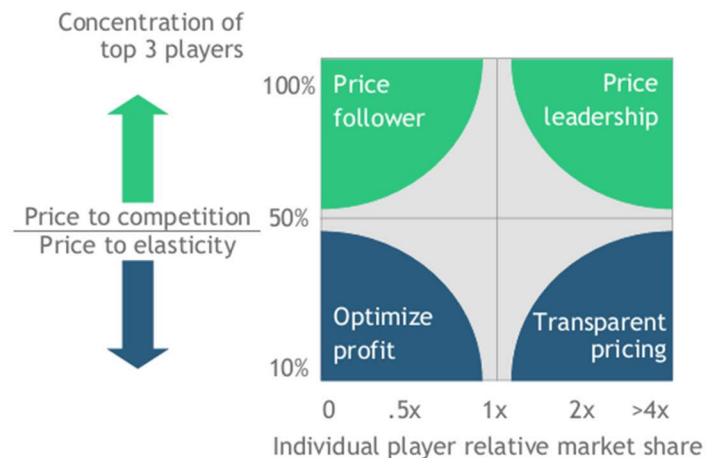 Concentration of
top 3 players
Price to competition
Price to elasticity
100%
50%
10%
Price
follower
Price
leadership
Optimize
profit
Transparent
pricing
0 .5x 1x 2x >4x
Individual player relative market share